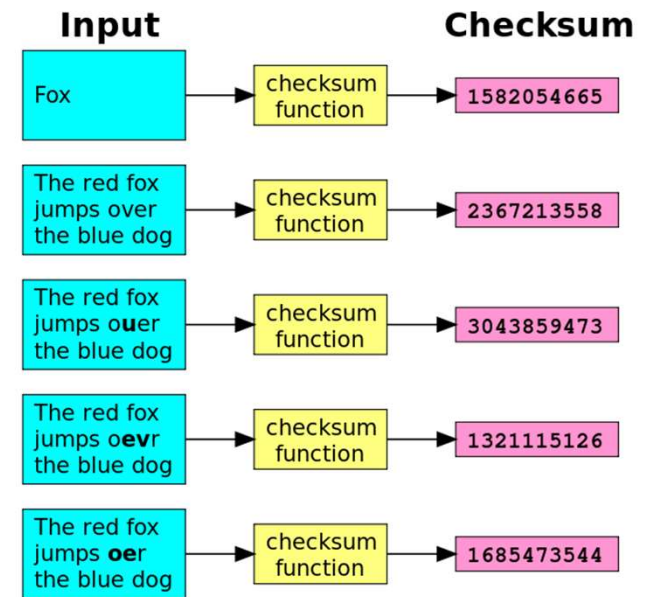 Input
Checksum
Fox
checksum
function
1582054665
The red fox
jumps over
the blue dog
checksum
function
2367213558
The red fox
jumps ouer
the blue dog
checksum
function
3043859473
The red fox
jumps oevr
the blue dog
checksum
function
1321115126
The red fox
jumps oer
the blue dog
checksum
function
1685473544